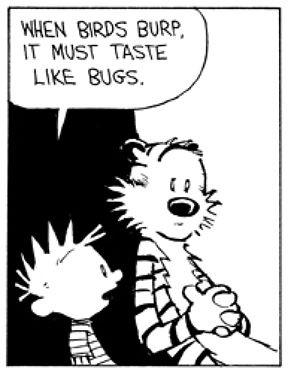 WHEN BIRDS BURP,
IT MUST TASTE
LIKE BUGS.